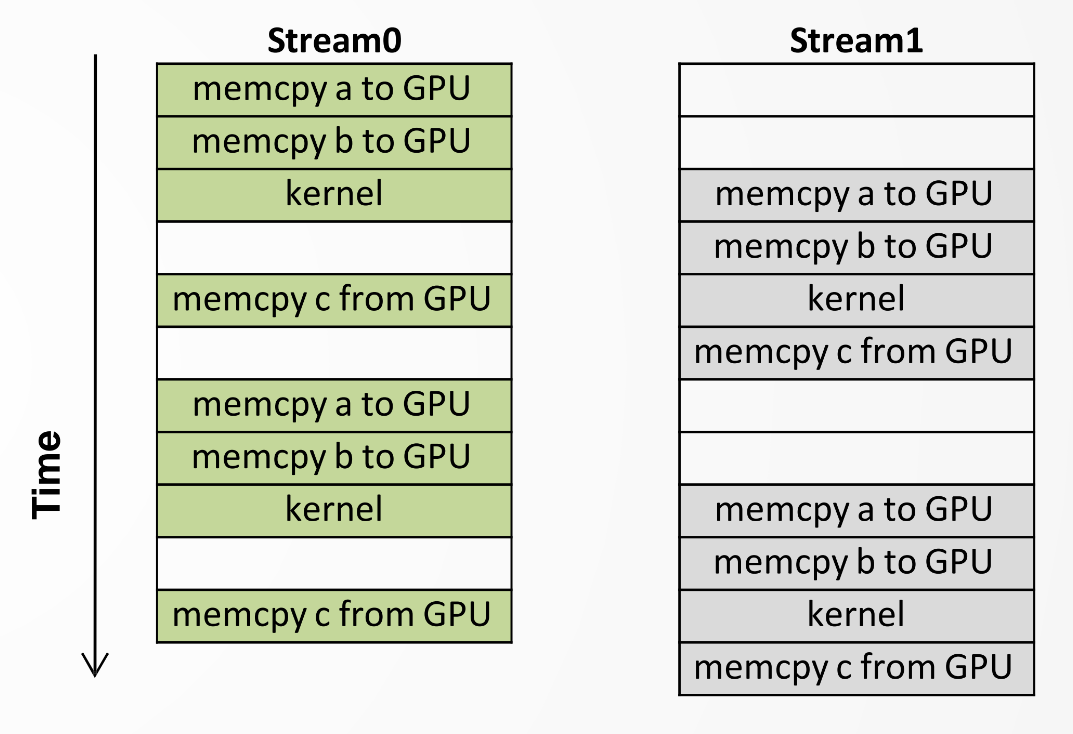 Stream0
memcpy a to GPU
memcpy b to GPU
kernel
memcpy c from GPU
memcpy a to GPU
memcpy b to GPU
kernel
memcpy c from GPU
Stream1
memcpy a to GPU
memcpy b to GPU
kernel
memcpy c from GPU
memcpy a to GPU
memcpy b to GPU
kernel
memcpy c from GPU
Time